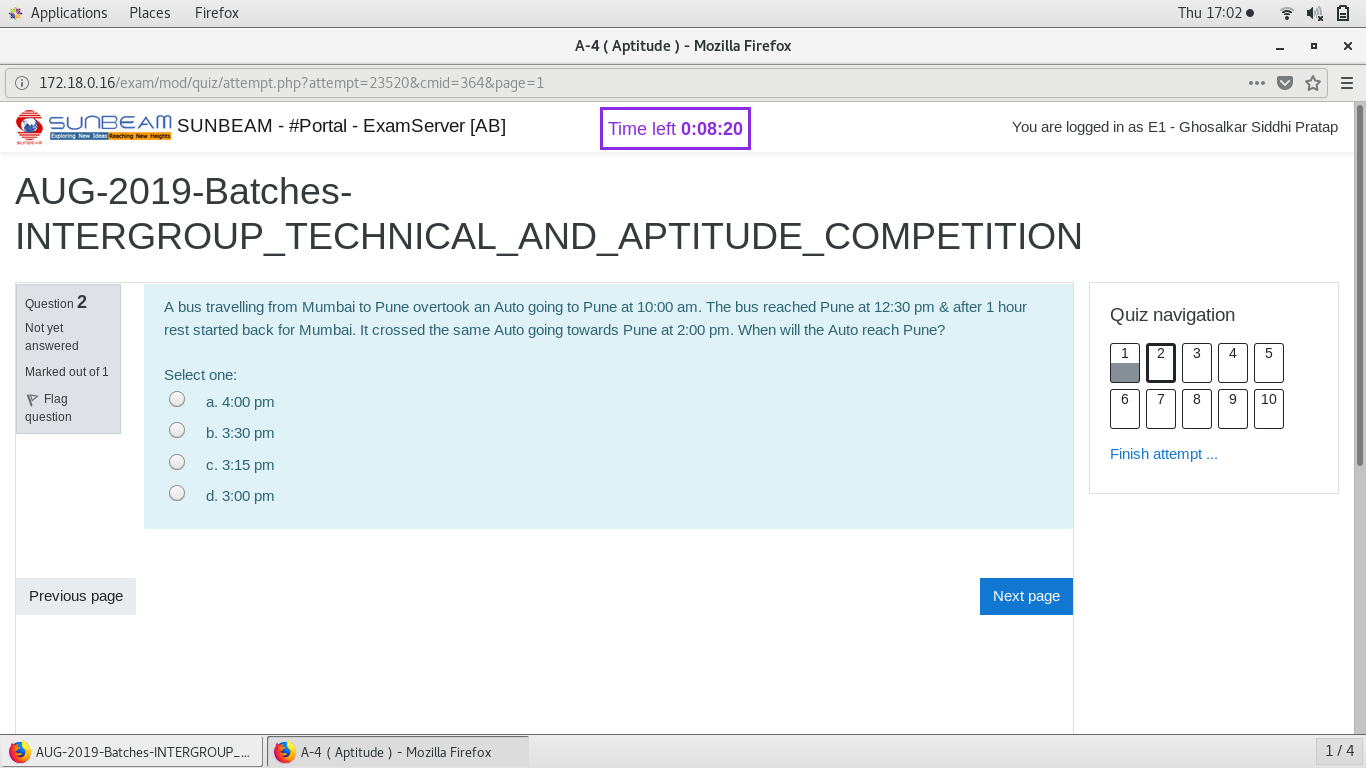 Applications Places Firefox Thu 17:02
A-4 ( Aptitude ) - Mozilla Firefox
172.18.0.16/exam/mod/quiz/attempt.php?attempt=23520&cmid=364&page=1
SUNBEAM
Exploring New Ideas Reaching New Heights
SUNBEAM
SUNBEAM - #Portal - ExamServer [AB]
Time left 0:08:20
You are logged in as E1 - Ghosalkar Siddhi Pratap
AUG-2019-Batches-
INTERGROUP_TECHNICAL_AND_APTITUDE_COMPETITION
Question 2
Not yet
answered
Marked out of 1
Flag
question
A bus travelling from Mumbai to Pune overtook an Auto going to Pune at 10:00 am. The bus reached Pune at 12:30 pm & after 1 hour
rest started back for Mumbai. It crossed the same Auto going towards Pune at 2:00 pm. When will the Auto reach Pune?
Select one:
a. 4:00 pm
b. 3:30 pm
c. 3:15 pm
d. 3:00 pm
Quiz navigation
1 2 3 4 5
6 7 8 9 10
Finish attempt ...
Previous page
Next page
AUG-2019-Batches-INTERGROUP_...
A-4 ( Aptitude ) - Mozilla Firefox
1 / 4